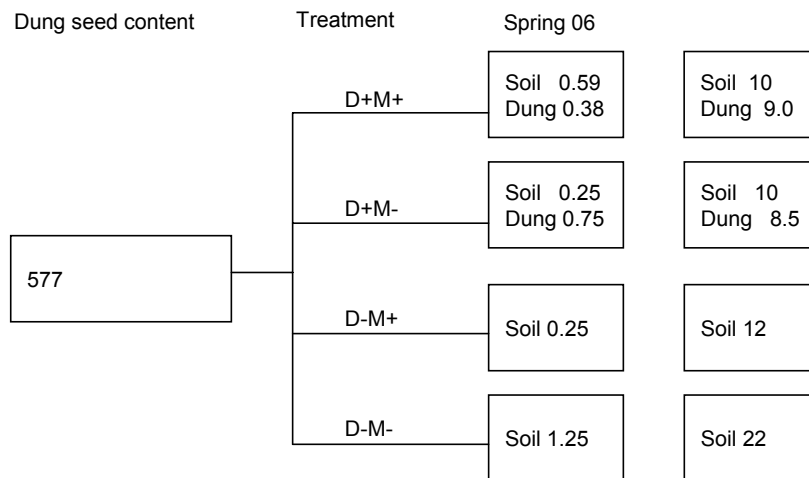 Dung seed content Treatment Spring 06
D+M+
Soil 0.59
Dung 0.38
Soil 10
Dung 9.0
D+M-
Soil 0.25
Dung 0.75
Soil 10
Dung 8.5
577
D-M+
Soil 0.25
Soil 12
D-M-
Soil 1.25
Soil 22